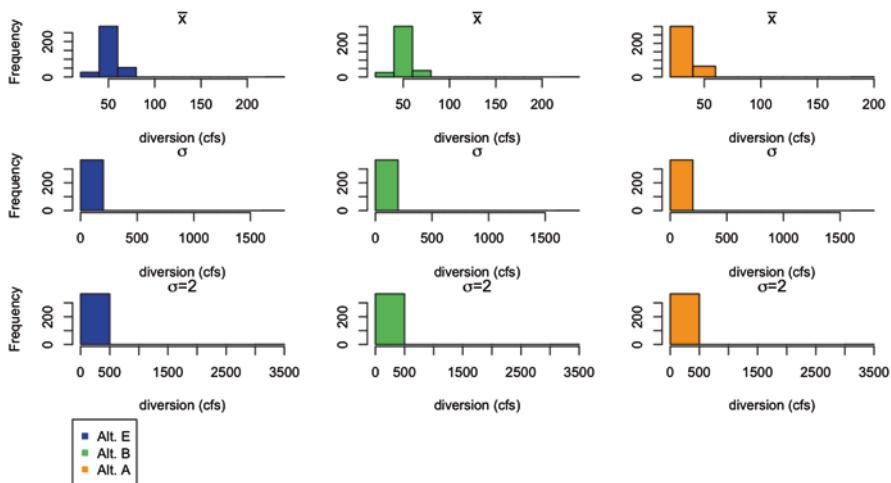 x̄ x̄ x̄
Frequency
0 200
0 200
0 200
50 100 150 200
50 100 150 200
50 100 150 200
diversion (cfs) diversion (cfs) diversion (cfs)
σ σ σ
Frequency
0 200
0 200
0 200
0 500 1000 1500
0 500 1000 1500
0 500 1000 1500
diversion (cfs) diversion (cfs) diversion (cfs)
σ=2 σ=2 σ=2
Frequency
0 200
0 200
0 200
0 500 1500 2500 3500
0 500 1500 2500 3500
0 500 1500 2500 3500
diversion (cfs) diversion (cfs) diversion (cfs)
Alt. E
Alt. B
Alt. A